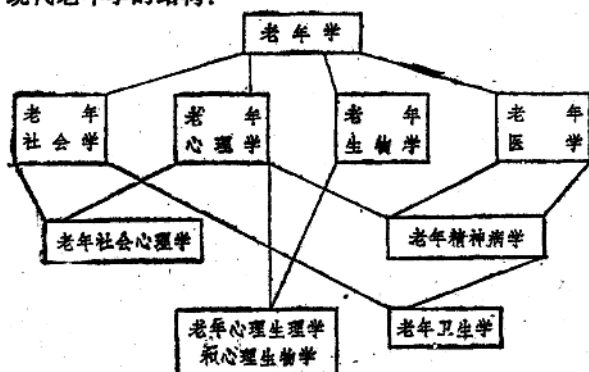 现代老年学的结构:
老年学
老年
社会学
老年
心理学
老年
生物学
老年
医学
老年社会心理学
老年精神病学
老年心理生理学
和心理生物学
老年卫生学